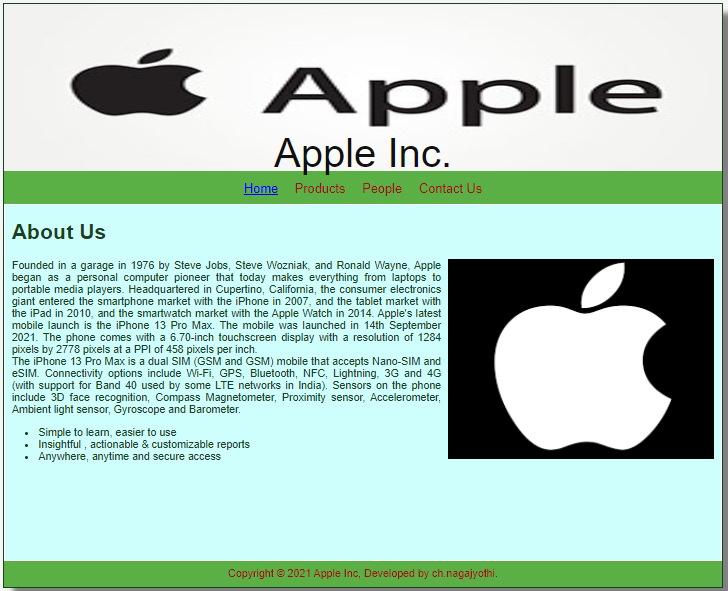 Apple
Apple Inc.
Home Products People Contact Us
About Us
Founded in a garage in 1976 by Steve Jobs, Steve Wozniak, and Ronald Wayne, Apple
began as a personal computer pioneer that today makes everything from laptops to
portable media players. Headquartered in Cupertino, California, the consumer electronics
giant entered the smartphone market with the iPhone in 2007, and the tablet market with
the iPad in 2010, and the smartwatch market with the Apple Watch in 2014. Apple's latest
mobile launch is the iPhone 13 Pro Max. The mobile was launched in 14th September
2021. The phone comes with a 6.70-inch touchscreen display with a resolution of 1284
pixels by 2778 pixels at a PPI of 458 pixels per inch.
The iPhone 13 Pro Max is a dual SIM (GSM and GSM) mobile that accepts Nano-SIM and
eSIM. Connectivity options include Wi-Fi, GPS, Bluetooth, NFC, Lightning, 3G and 4G
(with support for Band 40 used by some LTE networks in India). Sensors on the phone
include 3D face recognition, Compass Magnetometer, Proximity sensor, Accelerometer,
Ambient light sensor, Gyroscope and Barometer.
• Simple to learn, easier to use
• Insightful , actionable & customizable reports
• Anywhere, anytime and secure access
Copyright © 2021 Apple Inc, Developed by ch.nagajyothi.